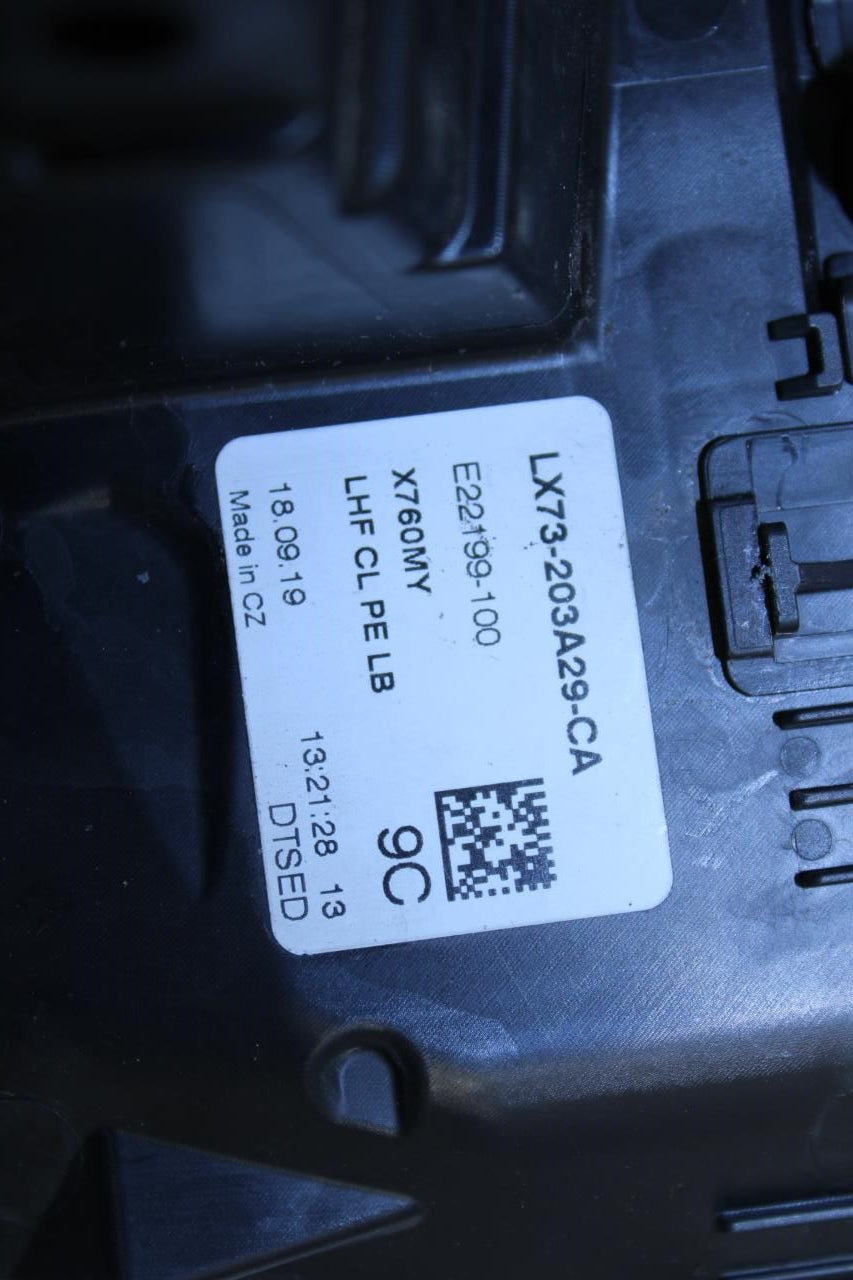 LX73-203A29-CA
E22199-100
X760MY
LHF CL PE LB
9C
18.09.19 13:21:28 13
Made in CZ DTSED